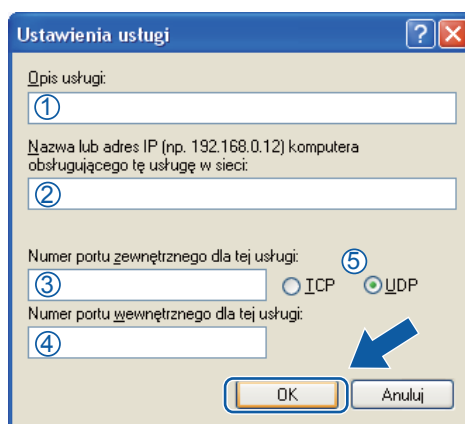 Ustawienia usługi
Opis usługi:
①
Nazwa lub adres IP (np. 192.168.0.12) komputera
obsługującego tę usługę w sieci:
②
Numer portu zewnętrznego dla tej usługi:
⑤
③
TCP
UDP
Numer portu wewnętrznego dla tej usługi:
④
OK
Anuluj